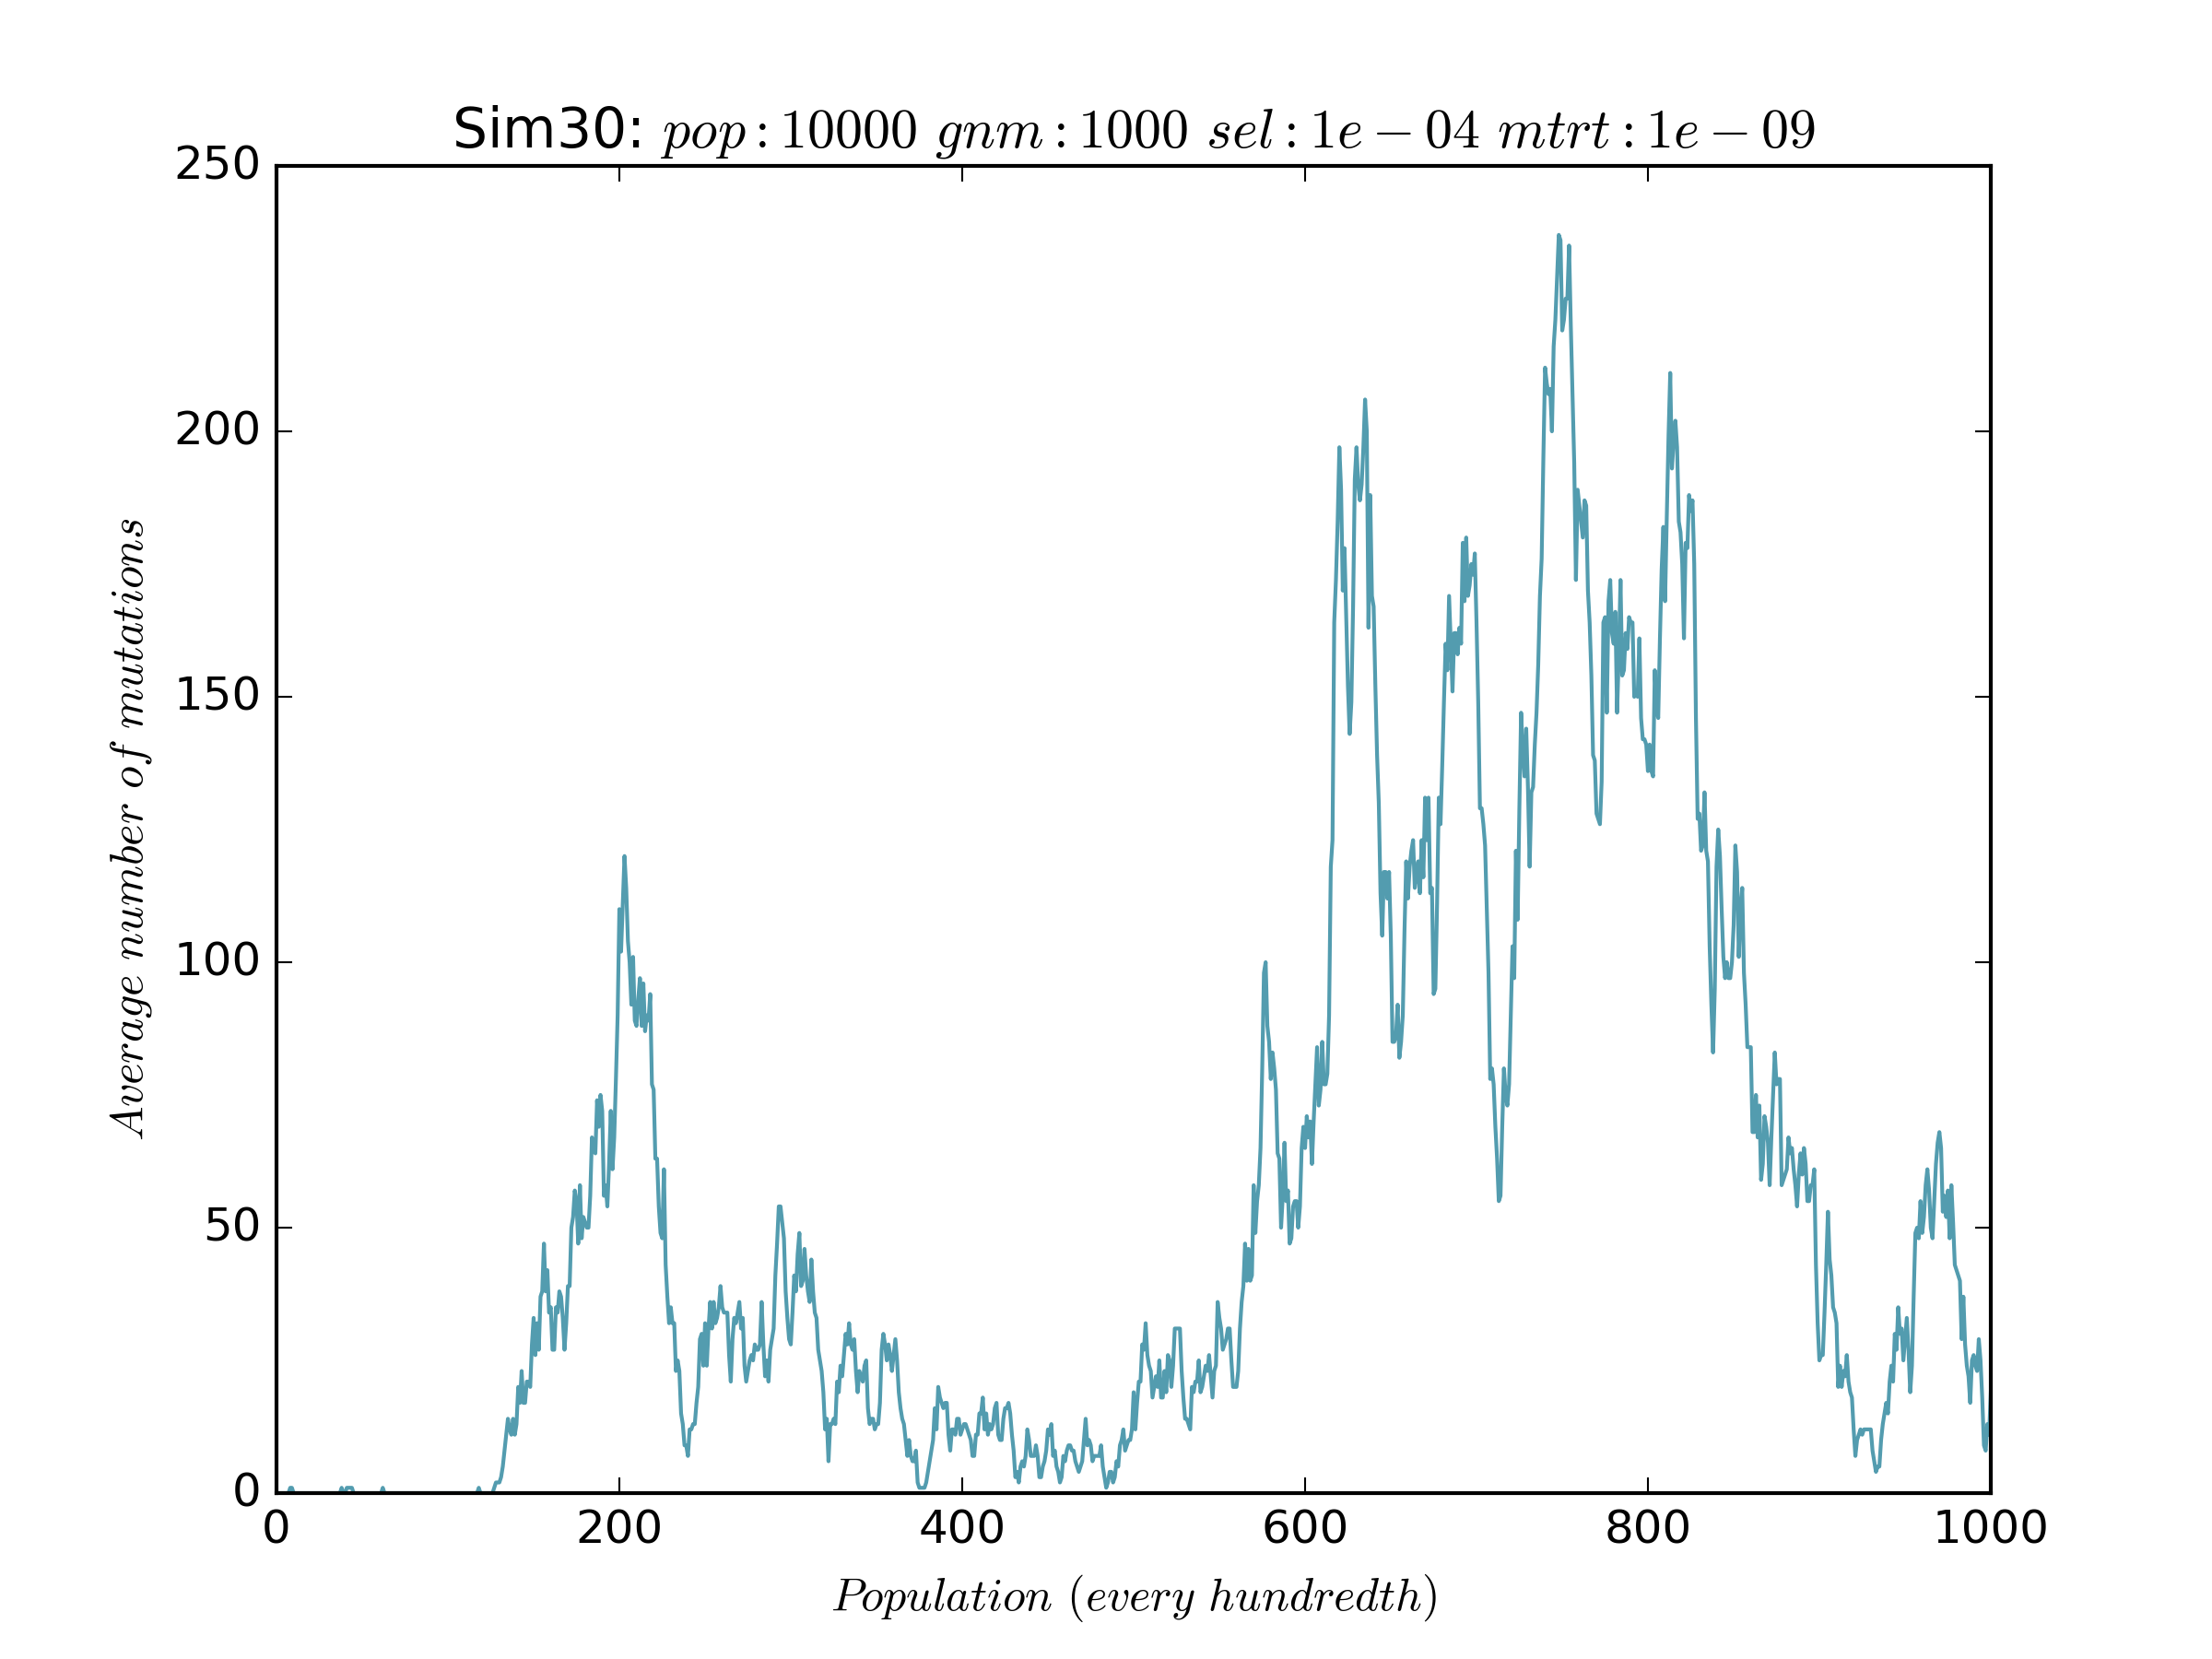 Sim30: pop : 10000 gnm : 1000 sel : 1e − 04 mtrt : 1e − 09
250
200
150
100
50
0
Average number of mutations
0 200 400 600 800 1000
Population (every hundredth)